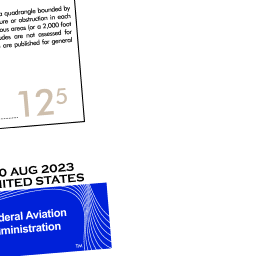 a quadrangle bounded by
ure or obstruction in each
ous areas (or a 2,000 foot
udes are not assessed for
are published for general
12⁵
0 AUG 2023
NITED STATES
deral Aviation
ministration
TM